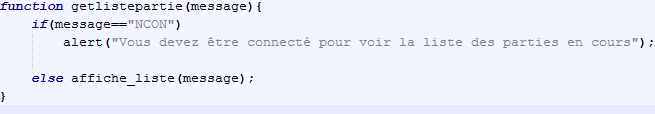 function getlistepartie(message){
if(message=="NCON")
alert("Vous devez être connecté pour voir la liste des parties en cours");
else affiche_liste(message);
}